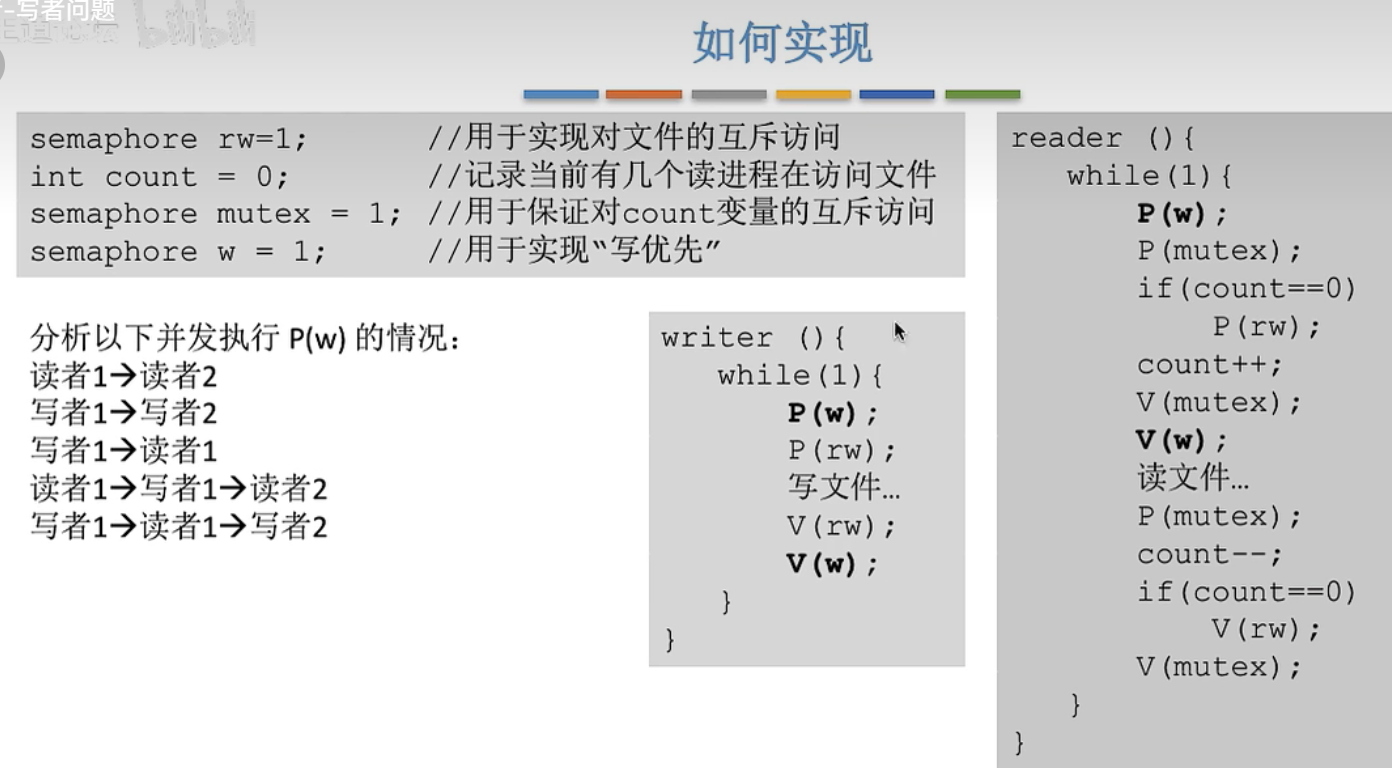 -写者问题
如何实现
semaphore rw=1; //用于实现对文件的互斥访问
int count = 0; //记录当前有几个读进程在访问文件
semaphore mutex = 1; //用于保证对count变量的互斥访问
semaphore w = 1; //用于实现“写优先”
分析以下并发执行 P(w) 的情况：
读者1→读者2
写者1→写者2
写者1→读者1
读者1→写者1→读者2
写者1→读者1→写者2
writer (){
while(1){
P(w);
P(rw);
写文件…
V(rw);
V(w);
}
}
reader (){
while(1){
P(w);
P(mutex);
if(count==0)
P(rw);
count++;
V(mutex);
V(w);
读文件…
P(mutex);
count--;
if(count==0)
V(rw);
V(mutex);
}
}